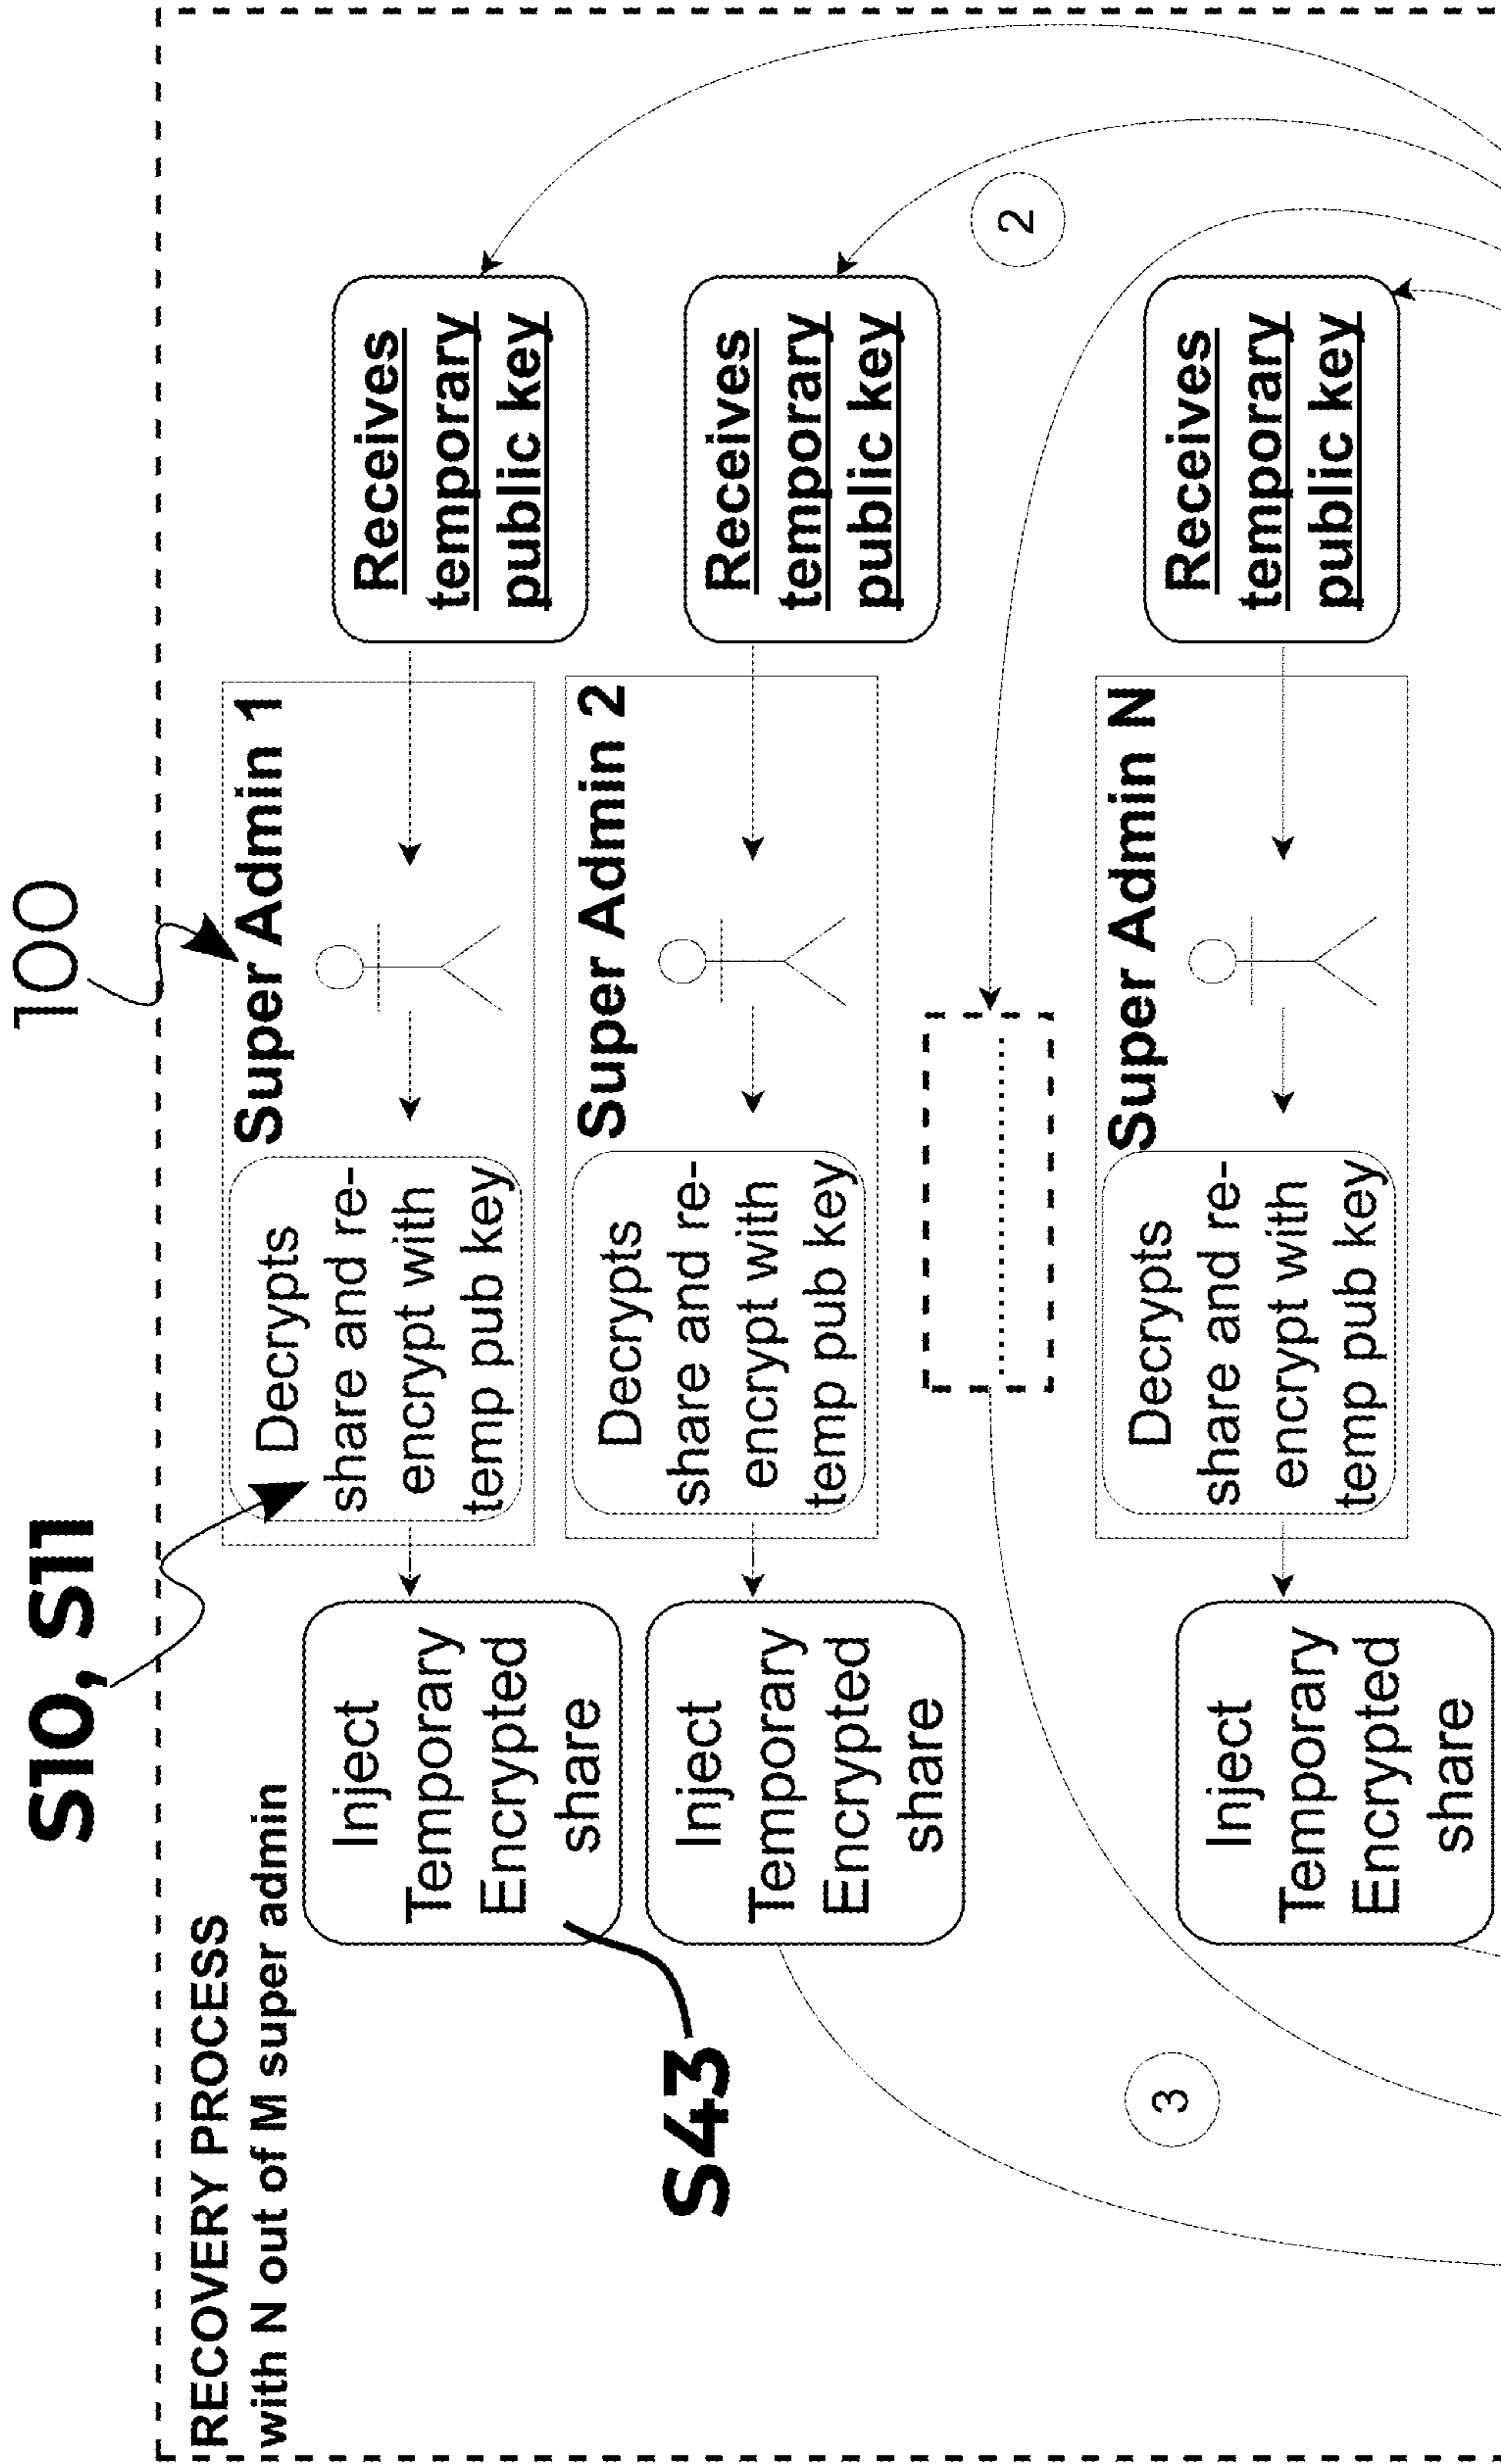 100
S10, S11
RECOVERY PROCESS
with N out of M super admin
Inject
Temporary
Encrypted
share
Decrypts
share and re-
encrypt with
temp pub key
Super Admin 1
Receives
temporary
public key
S43
Inject
Temporary
Encrypted
share
Decrypts
share and re-
encrypt with
temp pub key
Super Admin 2
Receives
temporary
public key
2
3
Inject
Temporary
Encrypted
share
Decrypts
share and re-
encrypt with
temp pub key
Super Admin N
Receives
temporary
public key